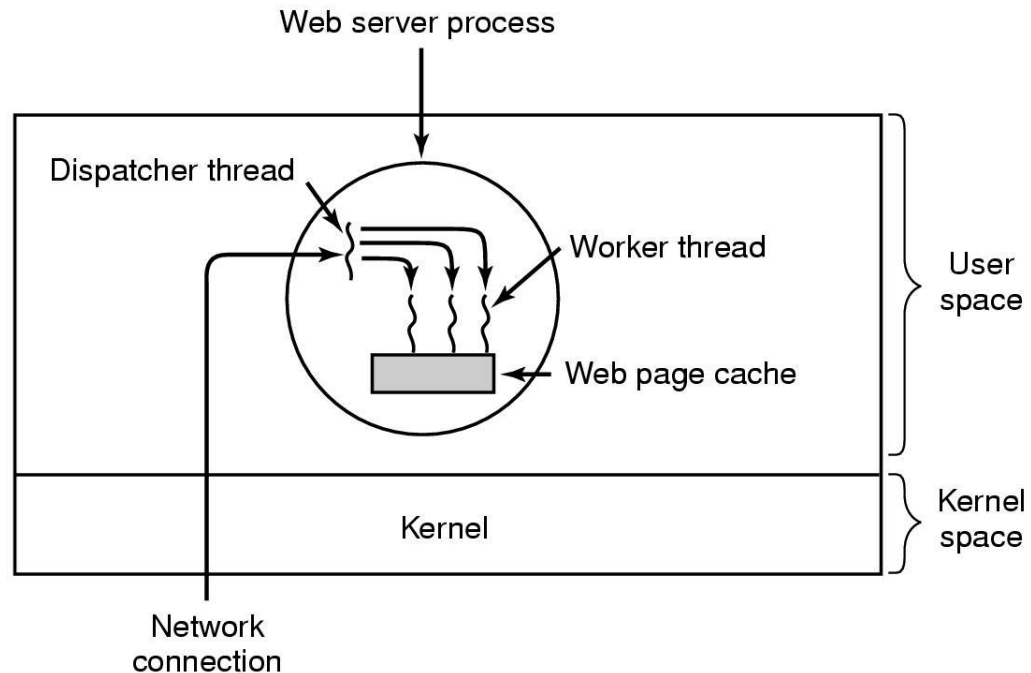 Web server process
Dispatcher thread
Worker thread
User
space
Web page cache
Kernel
Kernel
space
Network
connection